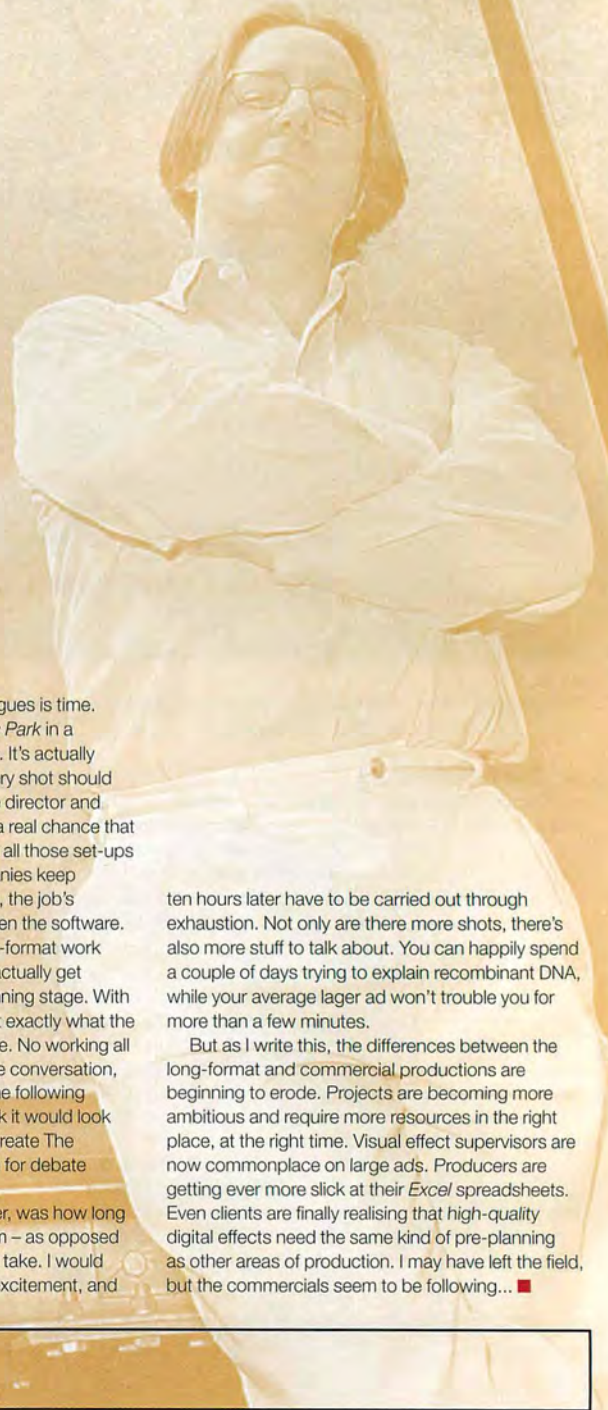 gues is time.
Park in a
. It's actually
ry shot should
director and
a real chance that
all those set-ups
nies keep
, the job's
en the software.
-format work
actually get
ning stage. With
t exactly what the
e. No working all
e conversation,
he following
k it would look
reate The
for debate
er, was how long
m – as opposed
take. I would
xcitement, and
ten hours later have to be carried out through
exhaustion. Not only are there more shots, there's
also more stuff to talk about. You can happily spend
a couple of days trying to explain recombinant DNA,
while your average lager ad won't trouble you for
more than a few minutes.
But as I write this, the differences between the
long-format and commercial productions are
beginning to erode. Projects are becoming more
ambitious and require more resources in the right
place, at the right time. Visual effect supervisors are
now commonplace on large ads. Producers are
getting ever more slick at their Excel spreadsheets.
Even clients are finally realising that high-quality
digital effects need the same kind of pre-planning
as other areas of production. I may have left the field,
but the commercials seem to be following... ■